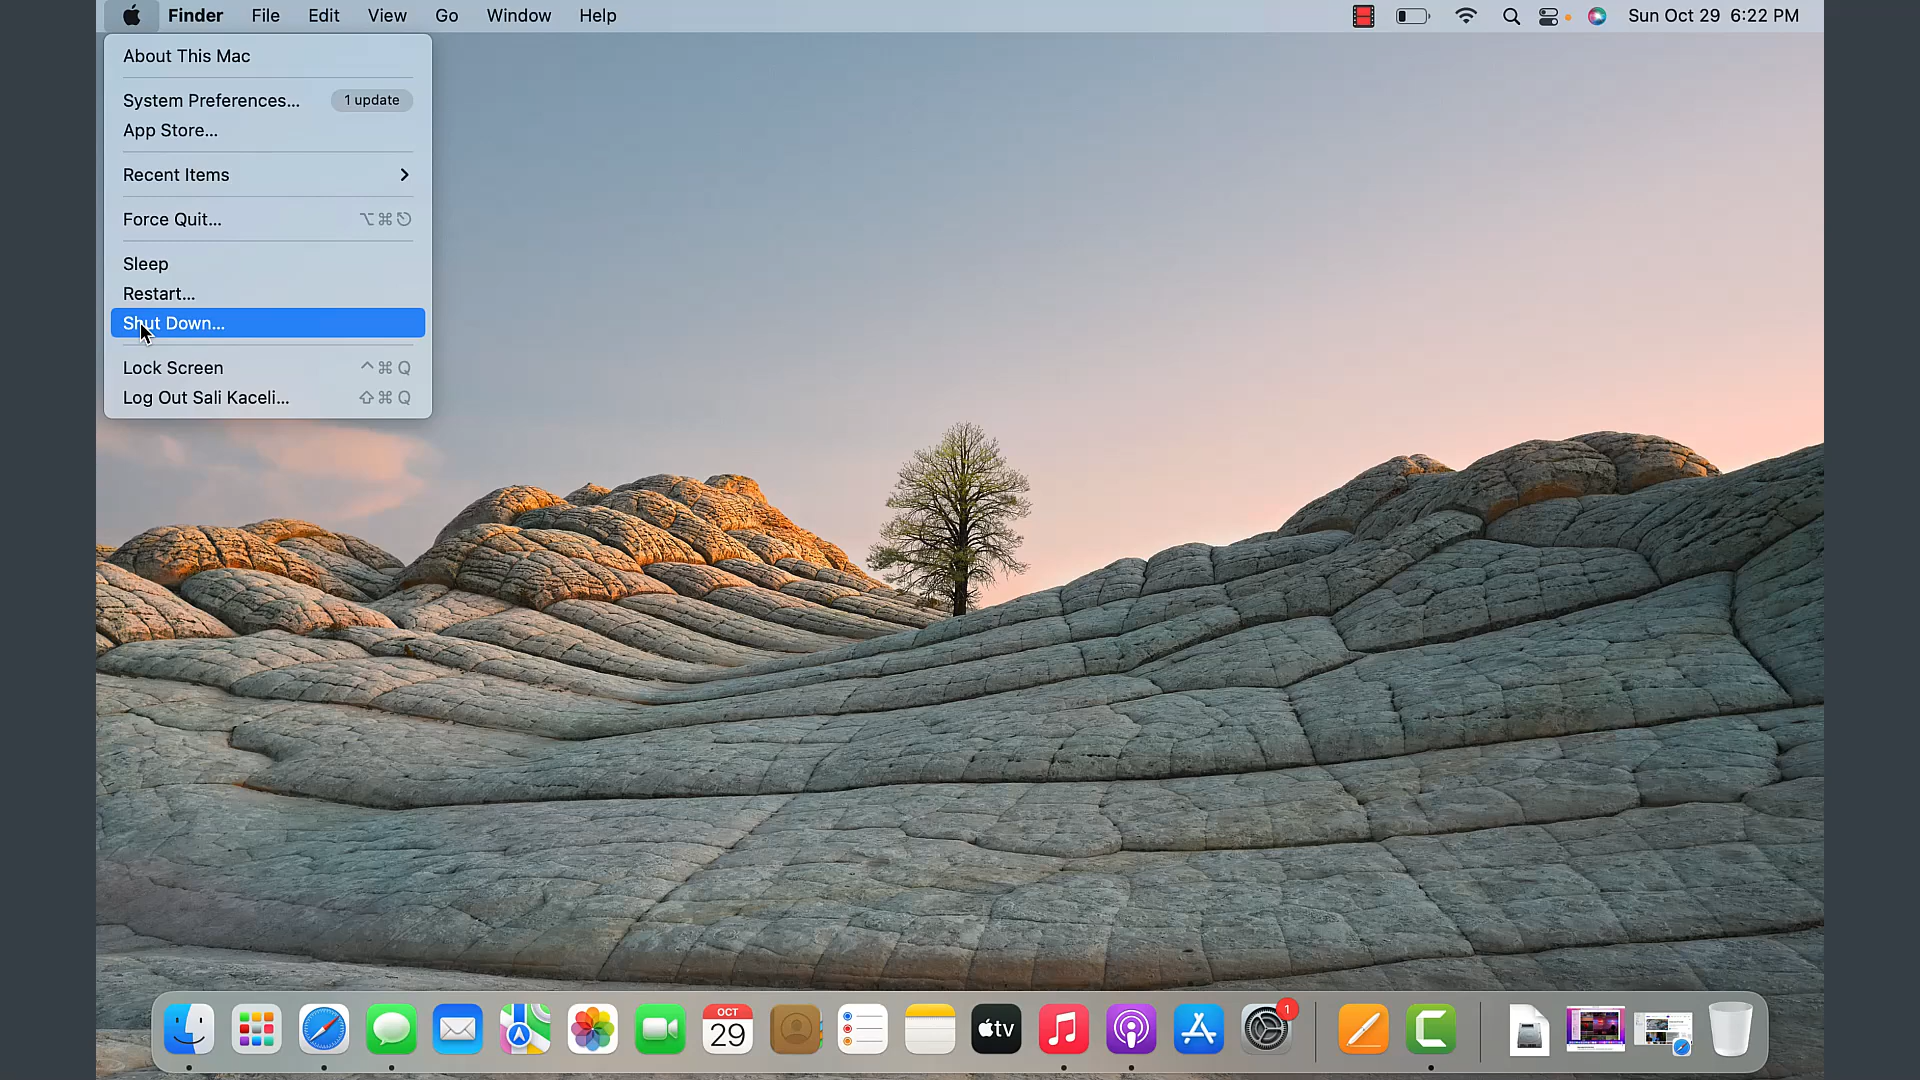 Finder File Edit View Go Window Help Sun Oct 29 6:22 PM
About This Mac
System Preferences... 1 update
App Store...
Recent Items
Force Quit... ⌥⌘⎋
Sleep
Restart...
Shut Down...
Lock Screen ^⌘Q
Log Out Sali Kaceli... ⇧⌘Q
OCT
29
tv
1